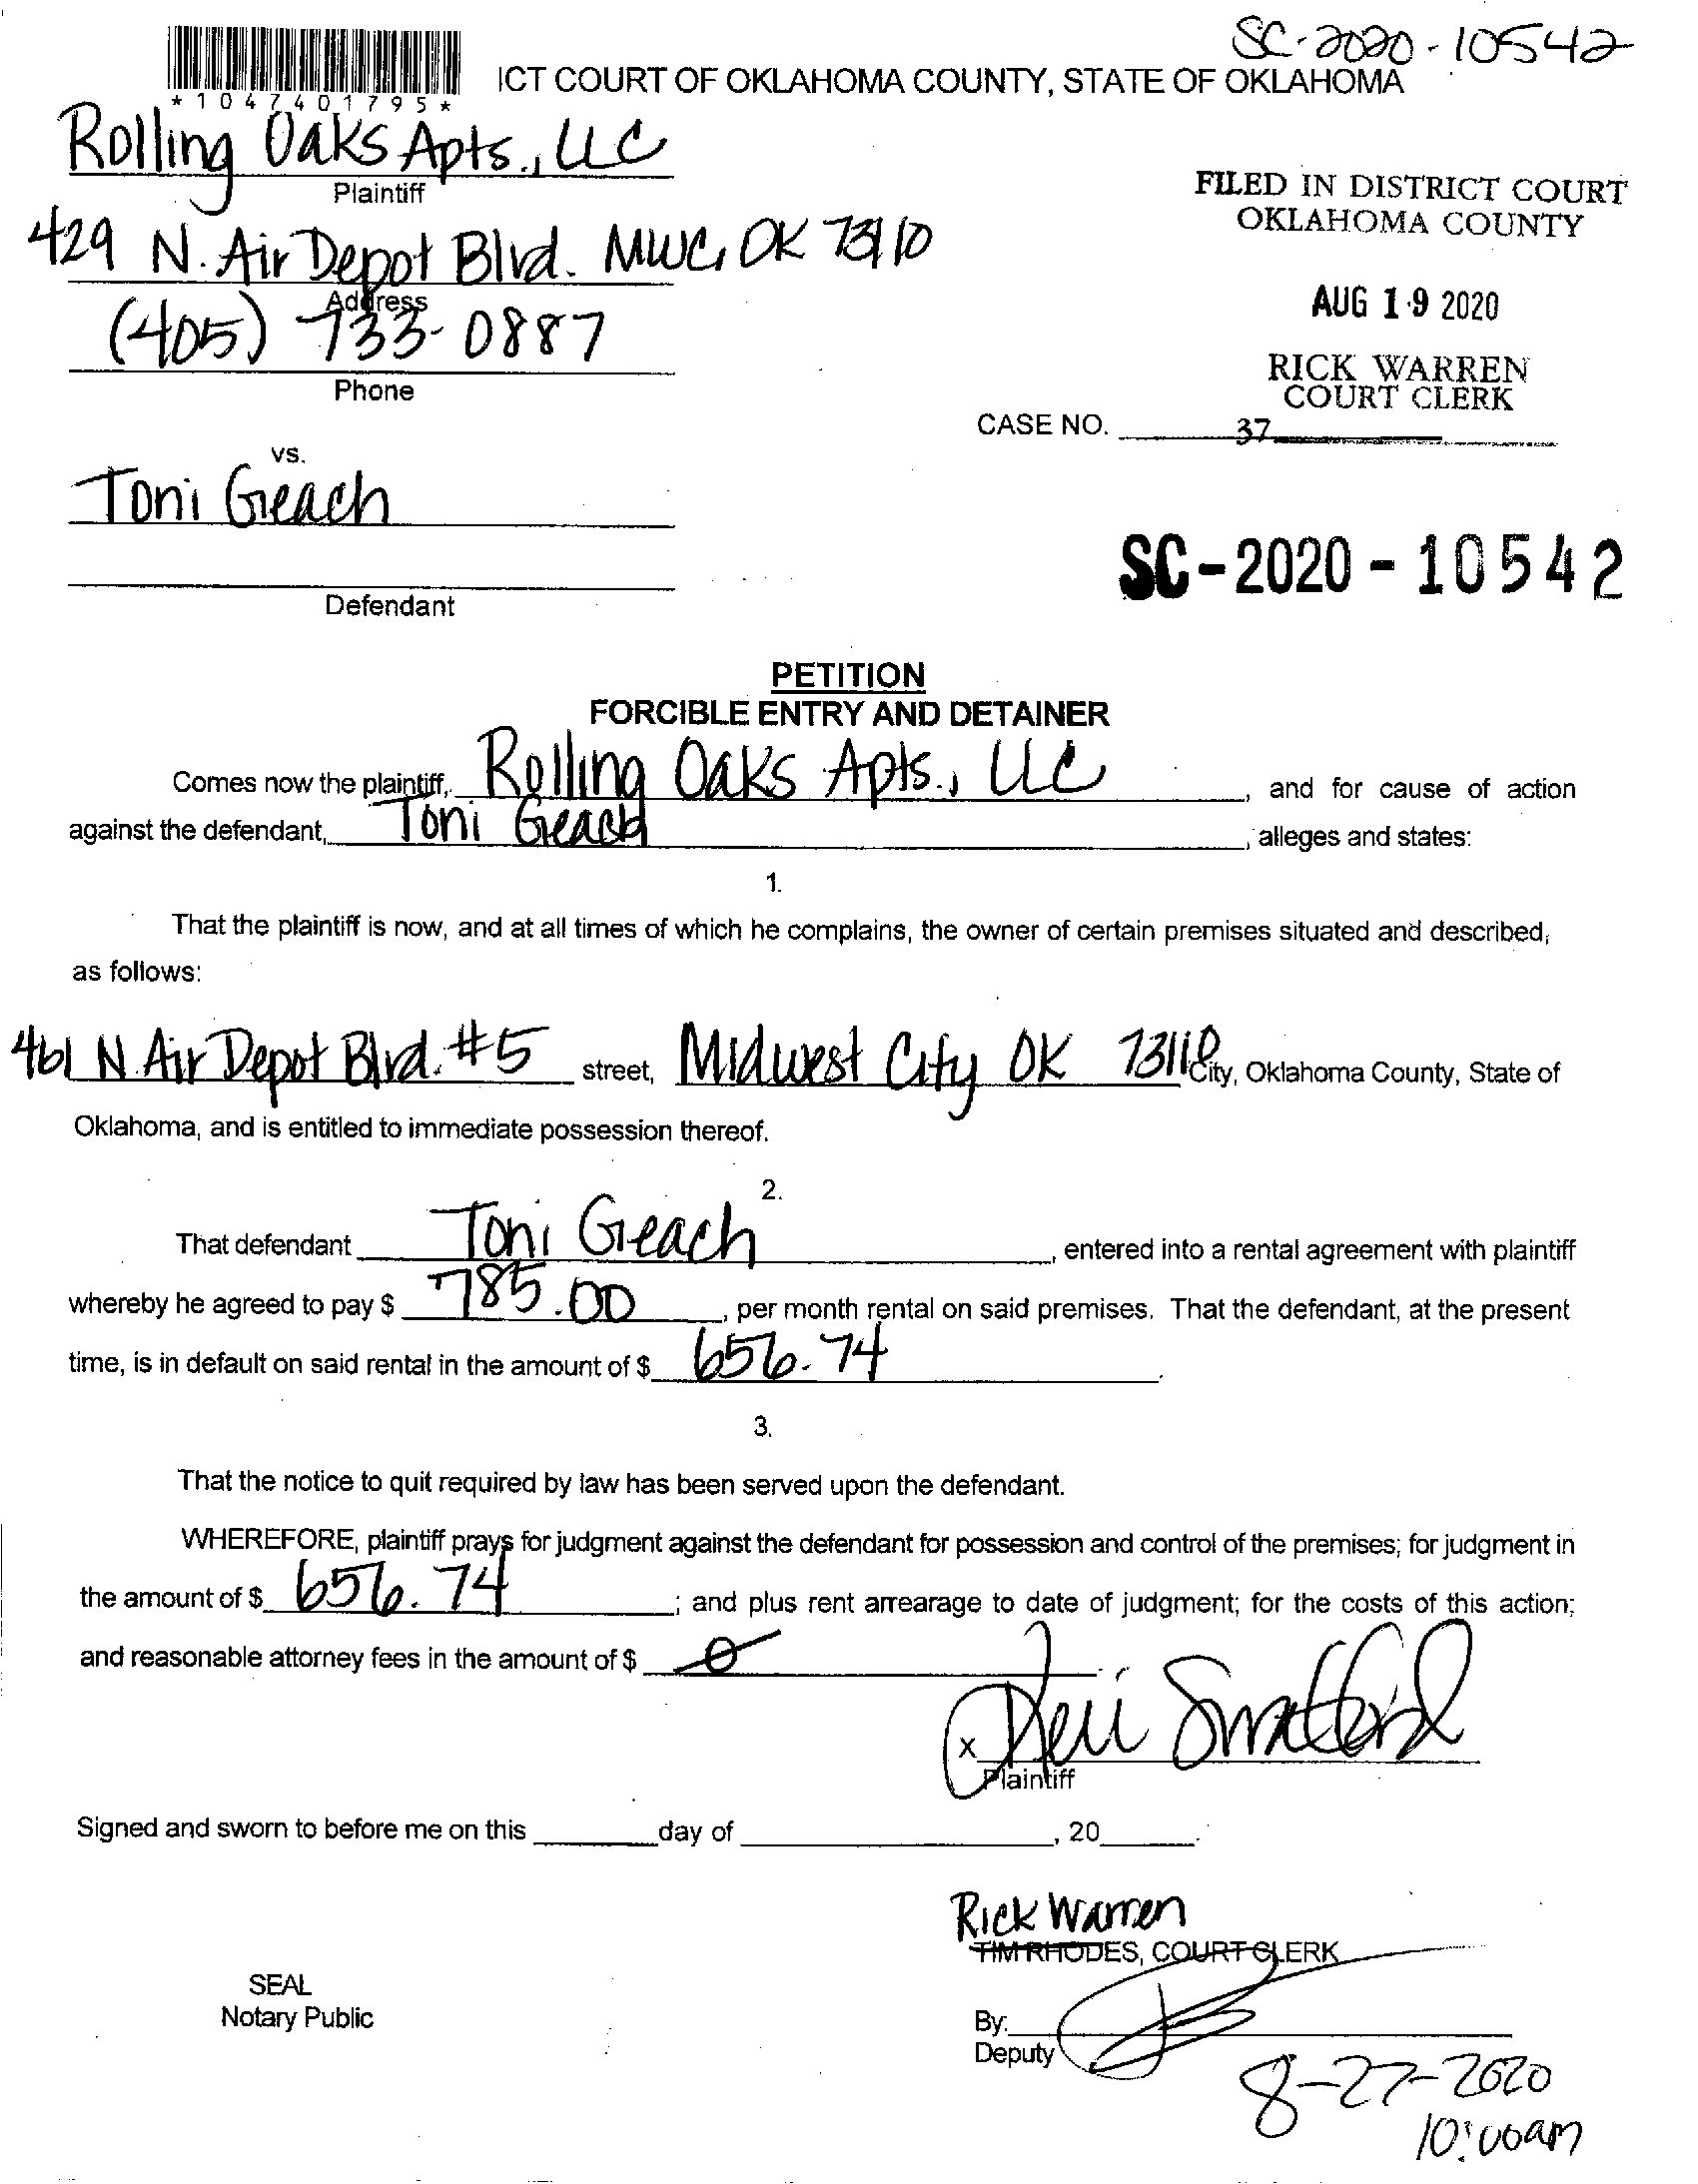 SC-2020-10542
*1047401795*
ICT COURT OF OKLAHOMA COUNTY, STATE OF OKLAHOMA
Rolling Oaks Apts., LLC
Plaintiff
FILED IN DISTRICT COURT
OKLAHOMA COUNTY
429 N. Air Depot Blvd. MWC, OK 73110
Address
AUG 19 2020
(405) 733-0887
Phone
RICK WARREN
COURT CLERK
CASE NO. 37
vs.
Toni Greach
SC-2020-10542
Defendant
PETITION
FORCIBLE ENTRY AND DETAINER
Comes now the plaintiff, Rolling Oaks Apts., LLC, and for cause of action
against the defendant, Toni Greach, alleges and states:
1.
That the plaintiff is now, and at all times of which he complains, the owner of certain premises situated and described,
as follows:
461 N. Air Depot Blvd. #5 street, Midwest City OK 73110 City, Oklahoma County, State of
Oklahoma, and is entitled to immediate possession thereof.
2.
That defendant Toni Greach, entered into a rental agreement with plaintiff
whereby he agreed to pay $ 785.00, per month rental on said premises. That the defendant, at the present
time, is in default on said rental in the amount of $ 656.74.
3.
That the notice to quit required by law has been served upon the defendant.
WHEREFORE, plaintiff prays for judgment against the defendant for possession and control of the premises; for judgment in
the amount of $ 656.74; and plus rent arrearage to date of judgment; for the costs of this action;
and reasonable attorney fees in the amount of $ 0
x
Plaintiff
Signed and sworn to before me on this day of , 20 .
Rick Warren
TIM RHODES, COURT CLERK
SEAL
Notary Public
By:
Deputy
8-27-2020
10:00am